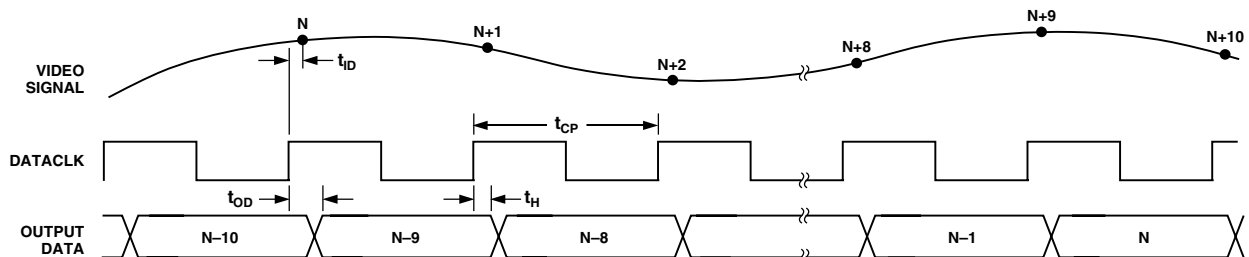 N
N+1
N+2
N+8
N+9
N+10
VIDEO
SIGNAL
tID
tCP
DATACLK
tOD
tH
OUTPUT
DATA
N–10
N–9
N–8
N–1
N